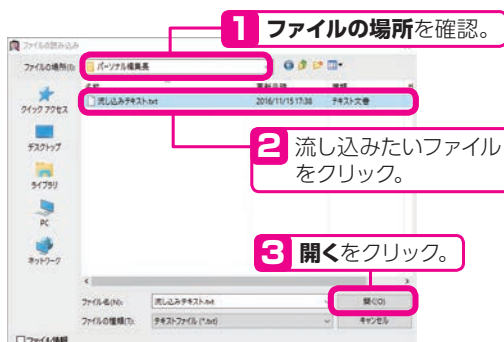 1 ファイルの場所を確認。
ファイルの読み込み
ファイルの場所(I):
パーソナル編集長
名前
更新日時
種類
流し込みテキスト.txt
2016/11/15 17:38
テキスト文書
クイック アクセス
デスクトップ
ライブラリ
PC
ネットワーク
2 流し込みたいファイル
をクリック。
3 開くをクリック。
ファイル名(N):
流し込みテキスト.txt
開く(O)
ファイルの種類(T):
テキストファイル (*.txt)
キャンセル
ファイル情報